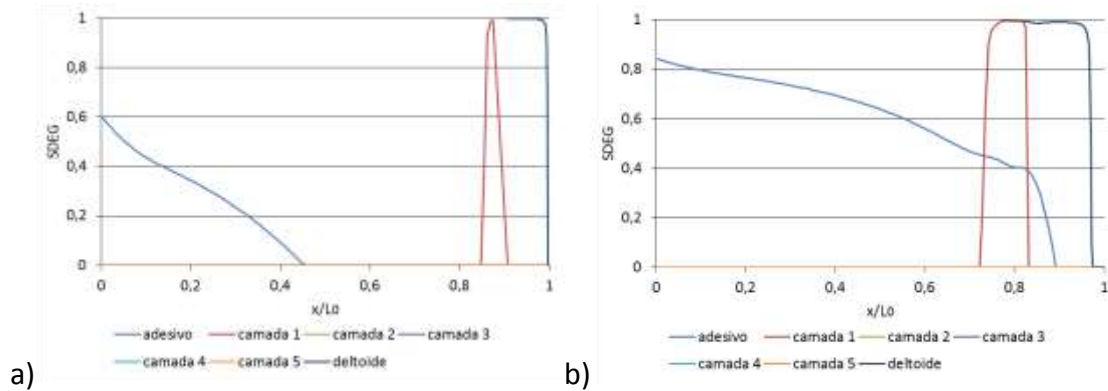 1
0,8
0,6
0,4
0,2
0
SDEG
0 0,2 0,4 0,6 0,8 1
x/L0
adesivo camada 1 camada 2 camada 3
camada 4 camada 5 deltoide
a)
1
0,8
0,6
0,4
0,2
0
SDEG
0 0,2 0,4 0,6 0,8 1
x/L0
adesivo camada 1 camada 2 camada 3
camada 4 camada 5 deltoide
b)